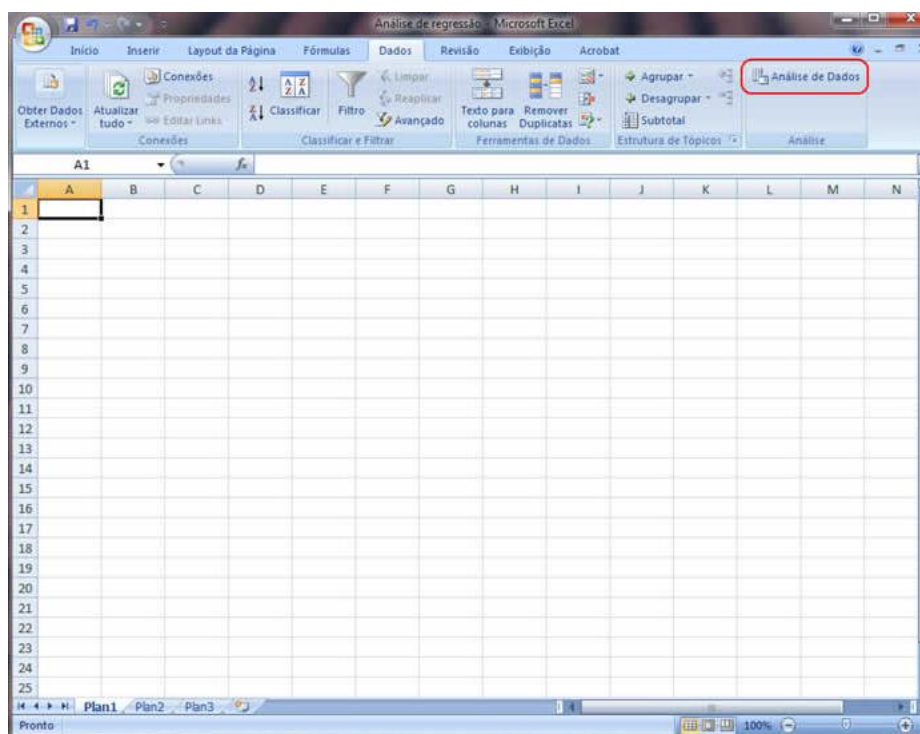 Análise de regressão - Microsoft Excel
Início Inserir Layout da Página Fórmulas Dados Revisão Exibição Acrobat
Obter Dados Externos
Atualizar tudo
Conexões
Propriedades
Editar Links
Conexões
Classificar
Filtro
Limpar
Reaplicar
Avançado
Classificar e Filtrar
Texto para colunas
Remover Duplicatas
Ferramentas de Dados
Agrupar
Desagrupar
Subtotal
Estrutura de Tópicos
Análise de Dados
Análise
A1 fx
A B C D E F G H I J K L M N
1
2
3
4
5
6
7
8
9
10
11
12
13
14
15
16
17
18
19
20
21
22
23
24
25
Plan1 Plan2 Plan3
Pronto 100%